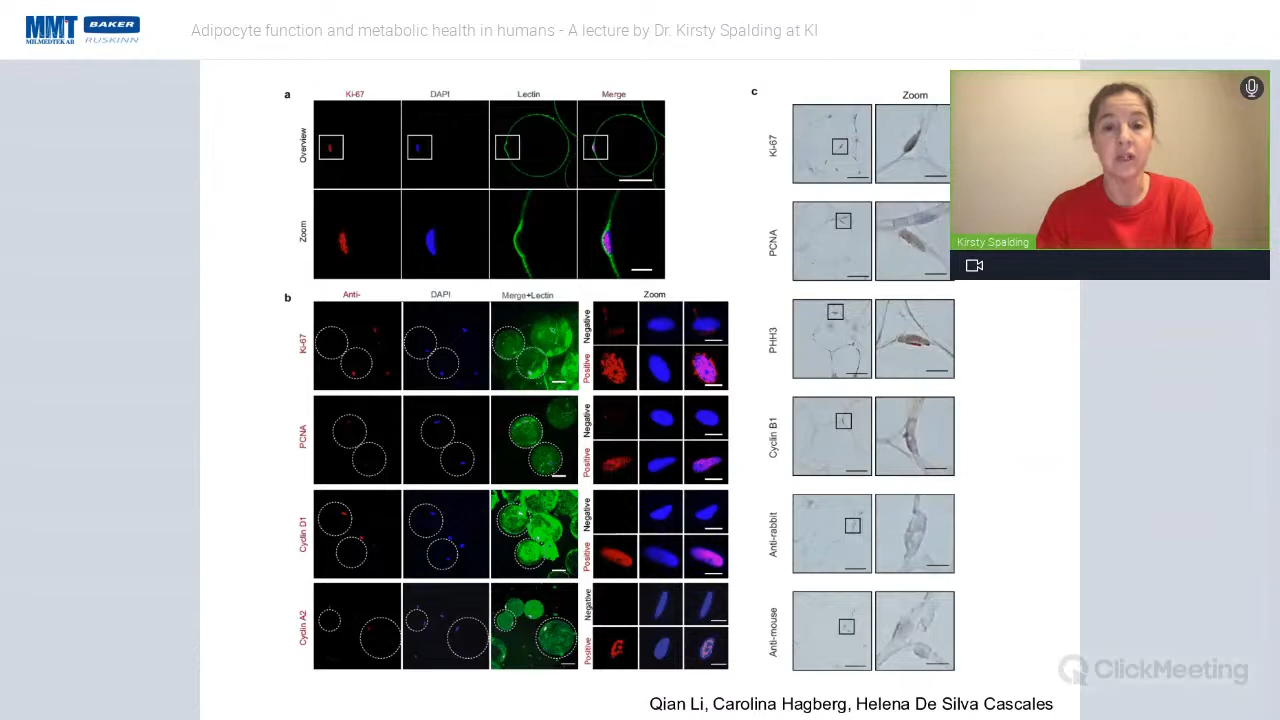 MMT
MILMEDTEK AB
BAKER
RUSKINN
Adipocyte function and metabolic health in humans - A lecture by Dr. Kirsty Spalding at KI
a
Ki-67
DAPI
Lectin
Merge
Overview
Zoom
b
Anti-
DAPI
Merge+Lectin
Zoom
Ki-67
Negative
Positive
PCNA
Negative
Positive
Cyclin D1
Negative
Positive
Cyclin A2
Negative
Positive
c
Zoom
Ki-67
PCNA
PHH3
Cyclin B1
Anti-rabbit
Anti-mouse
Kirsty Spalding
ClickMeeting
Qian Li, Carolina Hagberg, Helena De Silva Cascales